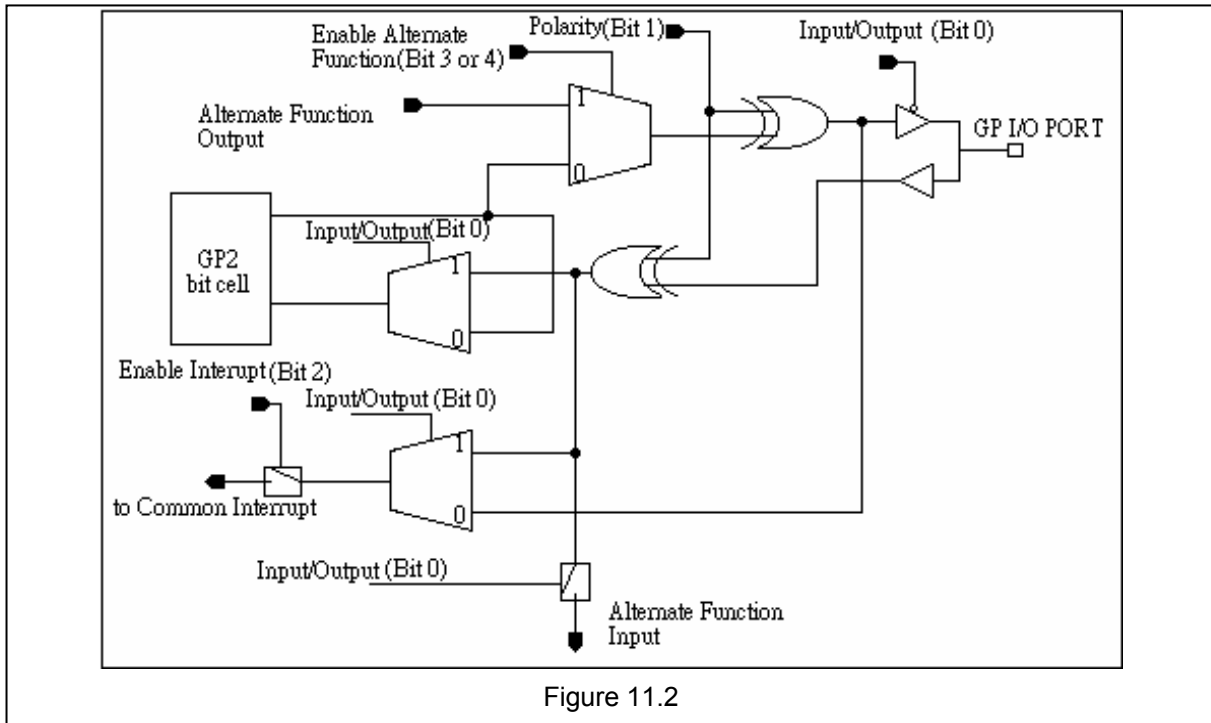 Polarity(Bit 1)
Enable Alternate
Function(Bit 3 or 4)
Input/Output (Bit 0)
Alternate Function
Output
1
0
GP I/O PORT
GP2
bit cell
Input/Output(Bit 0)
1
0
Enable Interupt(Bit 2)
Input/Output (Bit 0)
1
0
to Common Interrupt
Input/Output (Bit 0)
Alternate Function
Input
Figure 11.2